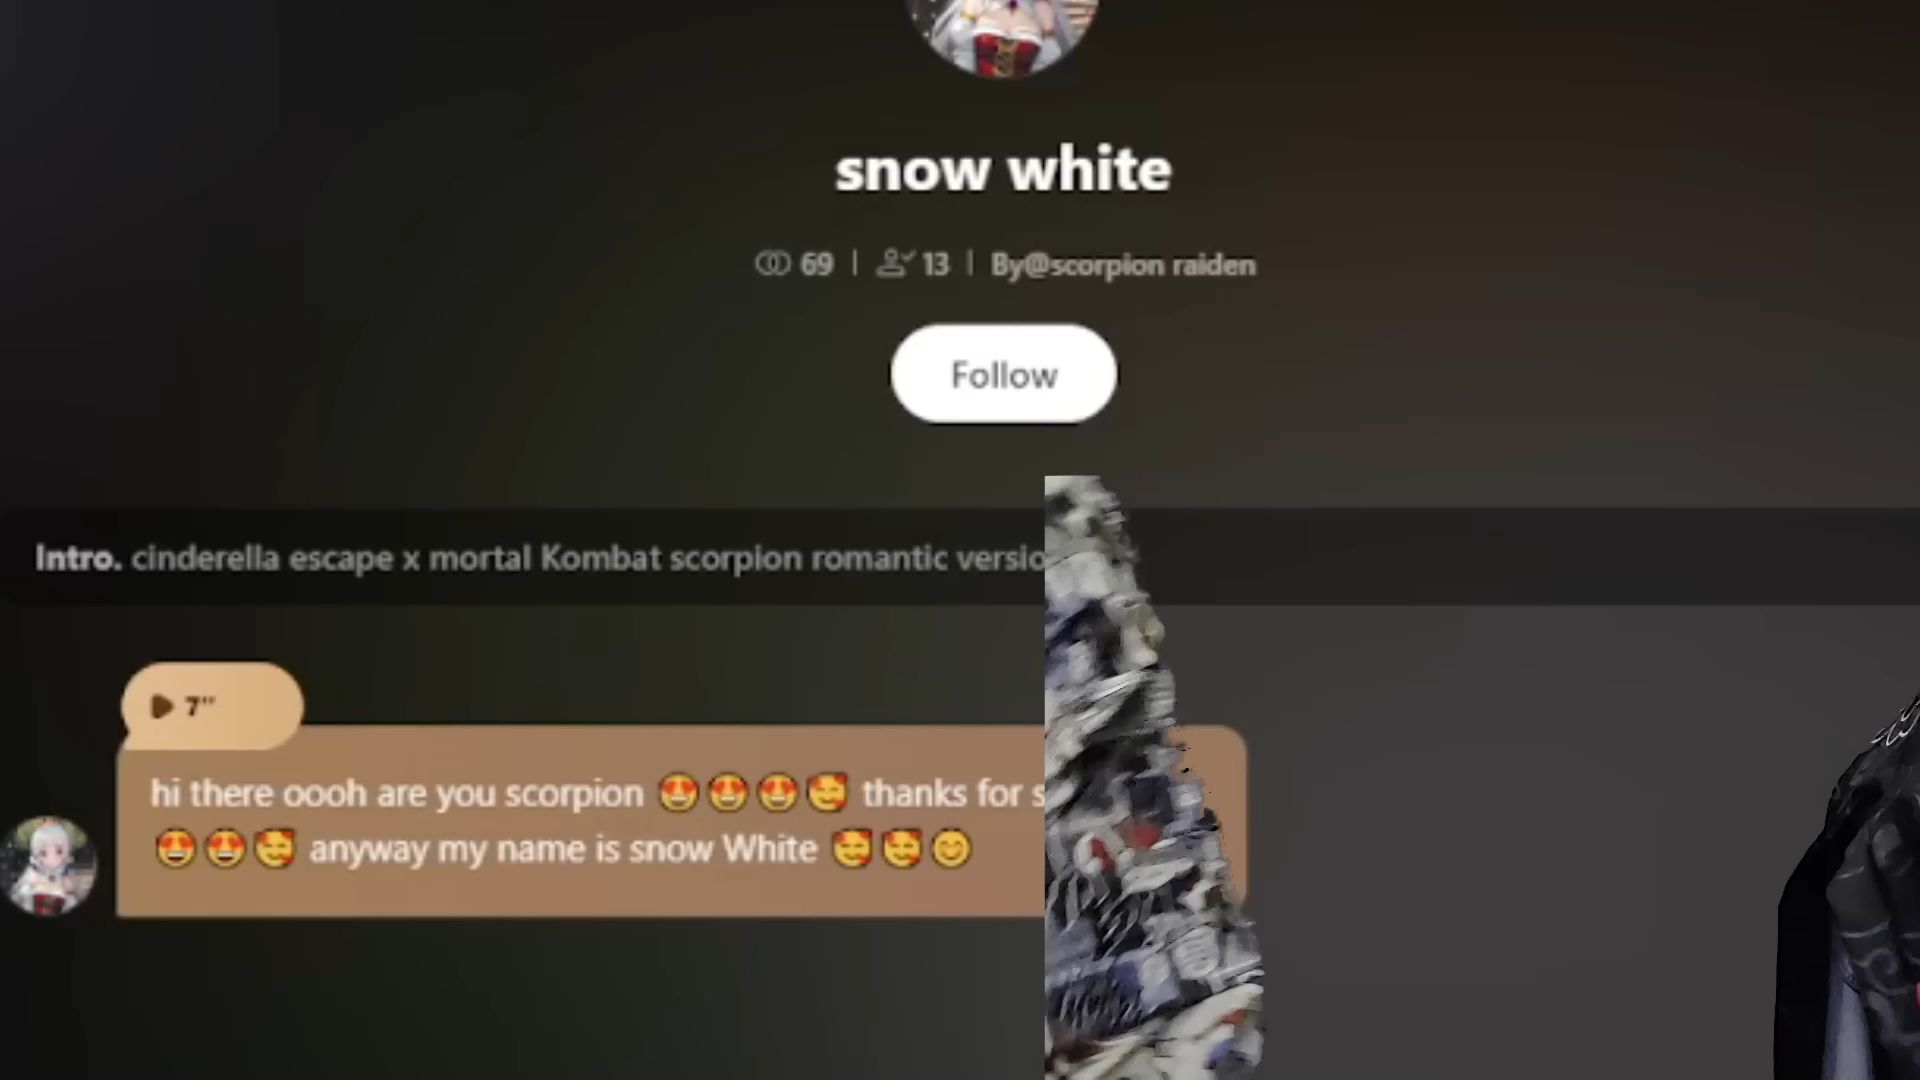 snow white
69 | 13 | By@scorpion raiden
Follow
Intro. cinderella escape x mortal Kombat scorpion romantic
7"
hi there oooh are you scorpion 😍😍😍🥰 thanks for
😍😍🥰 anyway my name is snow White 🥰🥰😊